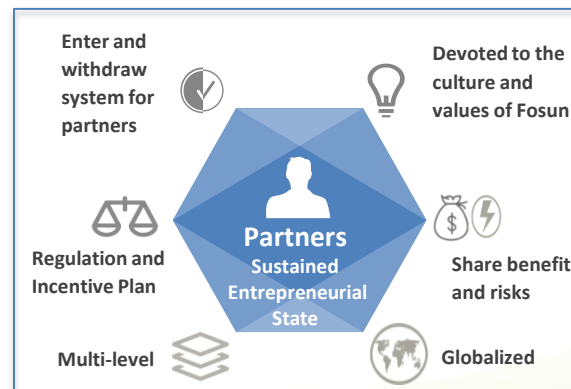 Enter and
withdraw
system for
partners
Devoted to the
culture and
values of Fosun
Partners
Sustained
Entrepreneurial
State
Regulation and
Incentive Plan
$
Share benefit
and risks
Multi-level
Globalized